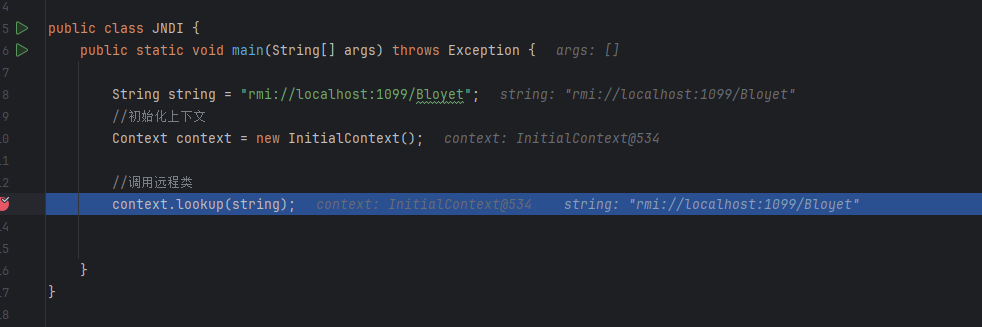 4
5 public class JNDI {
6 public static void main(String[] args) throws Exception { args: []
7
8 String string = "rmi://localhost:1099/Bloyet"; string: "rmi://localhost:1099/Bloyet"
9 //初始化上下文
10 Context context = new InitialContext(); context: InitialContext@534
11
12 //调用远程类
context.lookup(string); context: InitialContext@534 string: "rmi://localhost:1099/Bloyet"
14
15
16 }
17 }
18